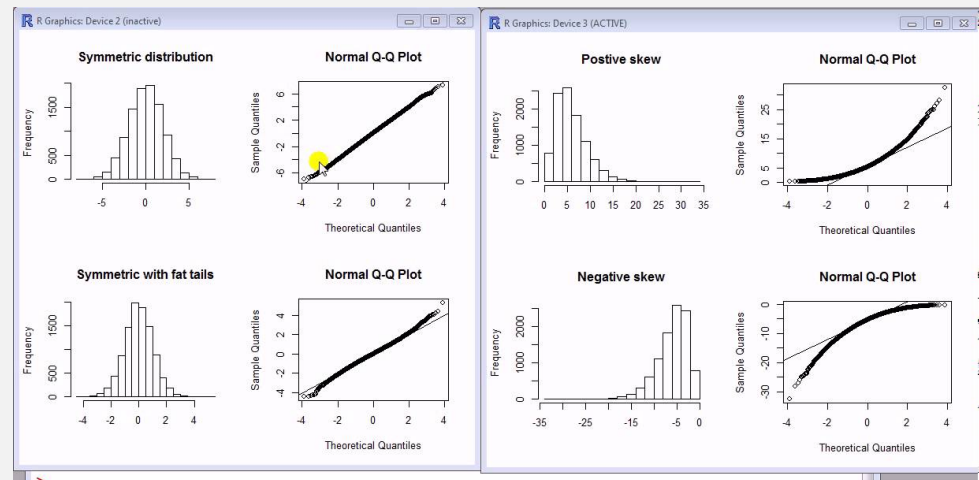 R Graphics: Device 2 (inactive)
Symmetric distribution
Normal Q-Q Plot
Frequency
0 500 1500
-5 0 5
Sample Quantiles
-6 -2 2 6
-4 -2 0 2 4
Theoretical Quantiles
Symmetric with fat tails
Normal Q-Q Plot
Frequency
0 500 1500
-4 -2 0 2 4
Sample Quantiles
-4 -2 0 2 4
-4 -2 0 2 4
Theoretical Quantiles
R Graphics: Device 3 (ACTIVE)
Postive skew
Normal Q-Q Plot
Frequency
0 1000 2000
0 5 10 15 20 25 30 35
Sample Quantiles
0 5 15 25
-4 -2 0 2 4
Theoretical Quantiles
Negative skew
Normal Q-Q Plot
Frequency
0 1000 2000
-35 -25 -15 -5 0
Sample Quantiles
-30 -20 -10 0
-4 -2 0 2 4
Theoretical Quantiles
>